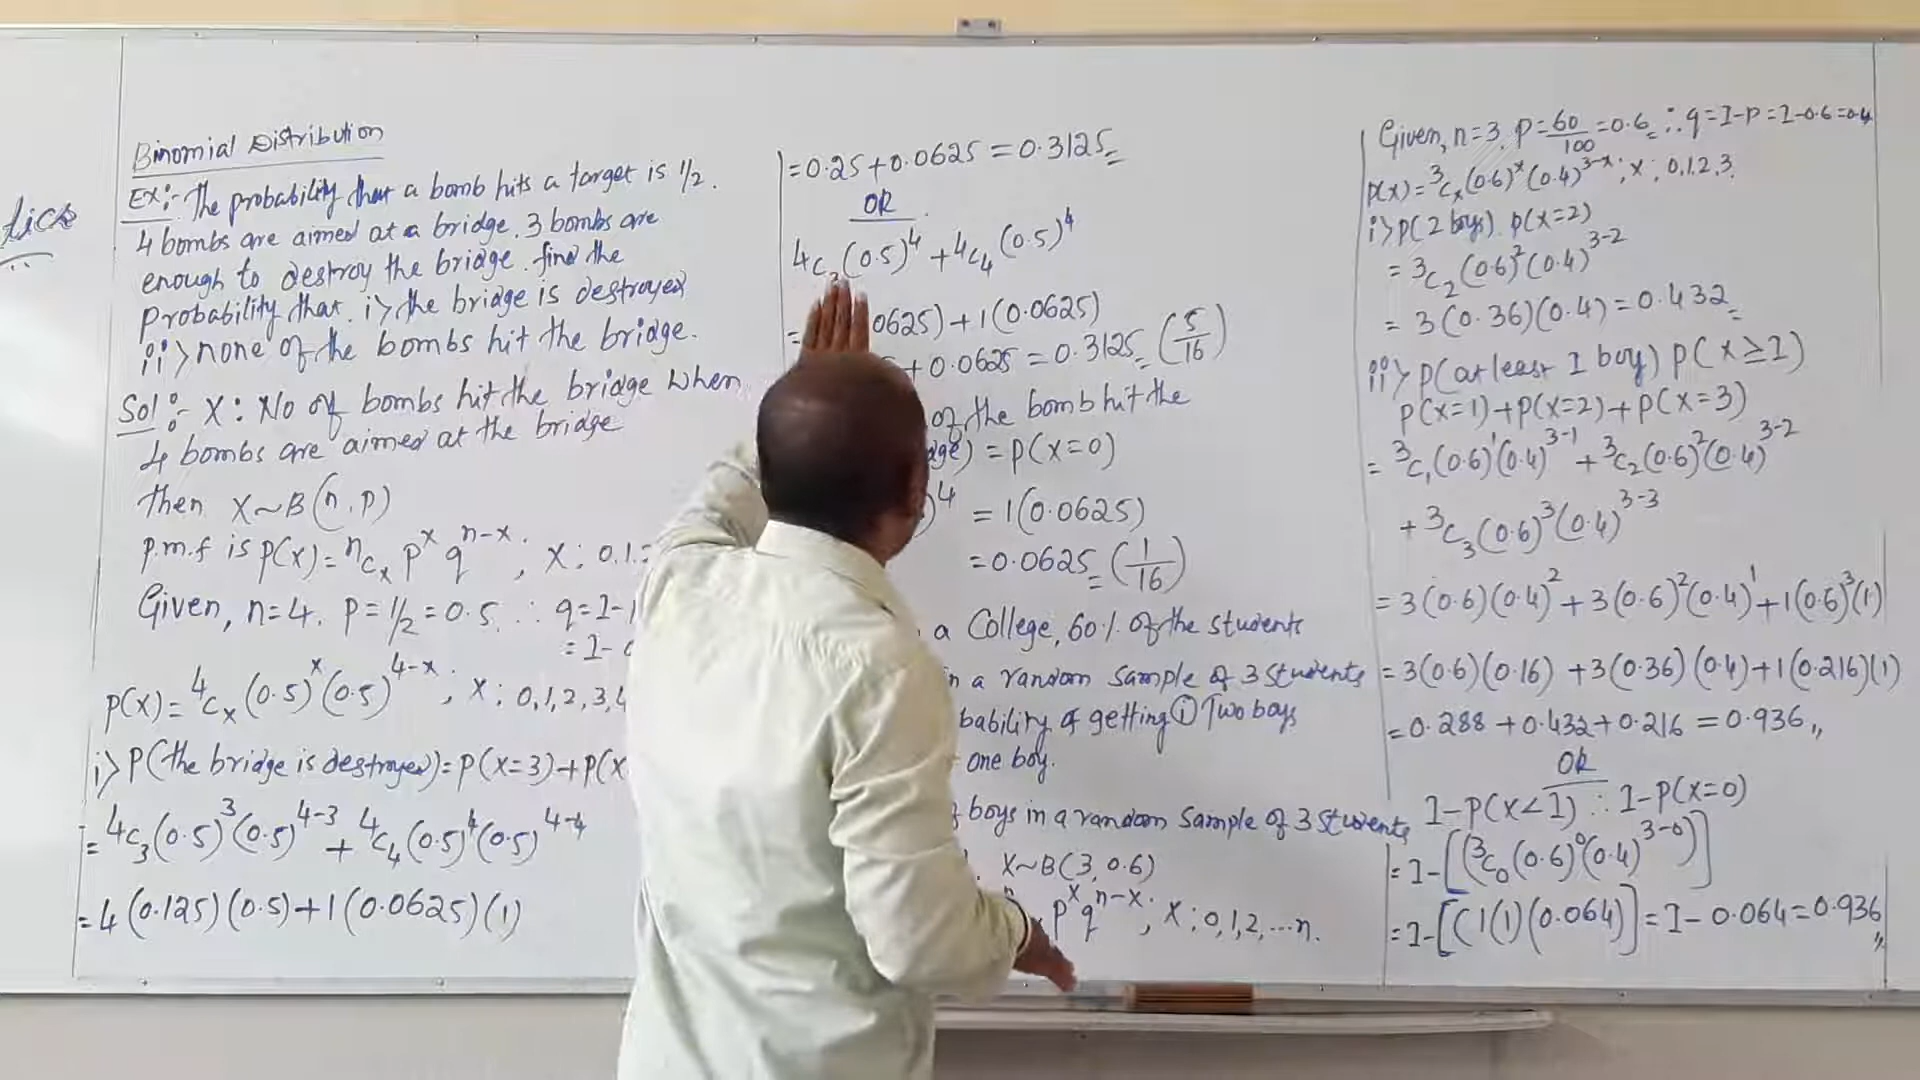 tice
Binomial Distribution
Ex:- The probability that a bomb hits a target is 1/2.
4 bombs are aimed at a bridge. 3 bombs are
enough to destroy the bridge. find the
Probability that. i> the bridge is destroyed
ii> none of the bombs hit the bridge.
Sol:- X: No of bombs hit the bridge when
4 bombs are aimed at the bridge
then X~B(n,p)
p.m.f is p(x)= nCx p^x q^n-x; x: 0,1,2
Given, n=4. p=1/2=0.5. ∴ q=1-
=1-
p(x)= 4Cx (0.5)^x (0.5)^4-x; x: 0,1,2,3,4
i> P(the bridge is destroyed)=P(x=3)+P(x
= 4C3(0.5)^3(0.5)^4-3 + 4C4(0.5)^4(0.5)^4-4
=4(0.125)(0.5)+1(0.0625)(1)
=0.25+0.0625=0.3125
OR
4C3(0.5)^4+4C4(0.5)^4
= 0625)+1(0.0625)
+0.0625=0.3125 (5/16)
of the bomb hit the
dge) = P(x=0)
)^4 = 1(0.0625)
=0.0625 (1/16)
a College, 60% of the students
in a random sample of 3 students
bability of getting ① Two boys
one boy.
f boys in a random sample of 3 students
X~B(3,0.6)
n p^x q^n-x; x: 0,1,2,...n.
Given, n=3, p=60/100=0.6 ∴ q=1-p=1-0.6=0.4
p(x)= 3Cx(0.6)^x(0.4)^3-x; x: 0,1,2,3
i> P(2 boys) P(x=2)
= 3C2(0.6)^2(0.4)^3-2
= 3(0.36)(0.4)=0.432
ii> P(at least 1 boy) P(x≥1)
P(x=1)+P(x=2)+P(x=3)
= 3C1(0.6)^1(0.4)^3-1 + 3C2(0.6)^2(0.4)^3-2
+ 3C3(0.6)^3(0.4)^3-3
=3(0.6)(0.4)^2+3(0.6)^2(0.4)^1+1(0.6)^3(1)
=3(0.6)(0.16)+3(0.36)(0.4)+1(0.216)(1)
=0.288+0.432+0.216=0.936
OR
1-P(x<1) ∴ 1-P(x=0)
=1-[(3C0(0.6)^0(0.4)^3-0)]
=1-[(1(1)(0.064)]=1-0.064=0.936